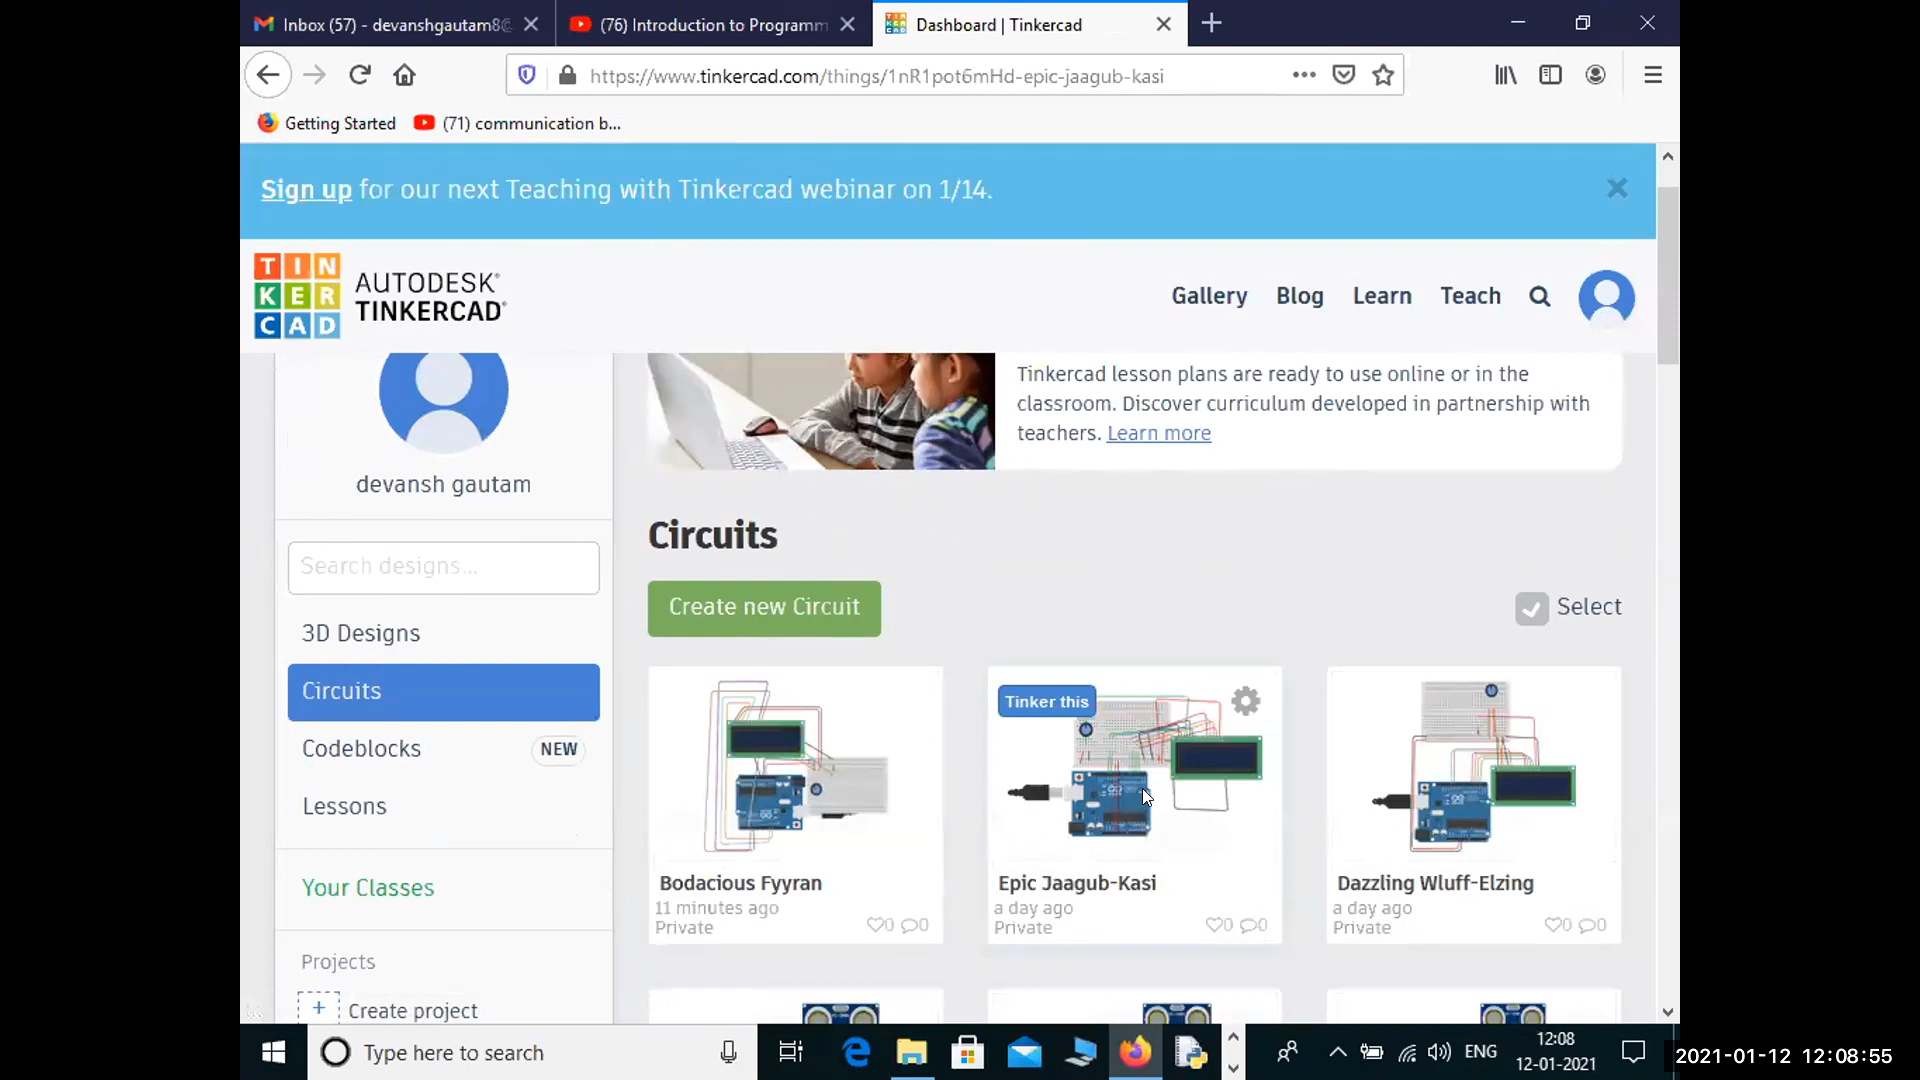 Inbox (57) - devanshgautam8@
(76) Introduction to Programm
Dashboard | Tinkercad
https://www.tinkercad.com/things/1nR1pot6mHd-epic-jaagub-kasi
Getting Started
(71) communication b...
Sign up for our next Teaching with Tinkercad webinar on 1/14.
TIN
KER
CAD
AUTODESK®
TINKERCAD®
Gallery
Blog
Learn
Teach
Tinkercad lesson plans are ready to use online or in the
classroom. Discover curriculum developed in partnership with
teachers. Learn more
devansh gautam
Search designs...
3D Designs
Circuits
Codeblocks
NEW
Lessons
Your Classes
Projects
+ Create project
Circuits
Create new Circuit
Select
Bodacious Fyyran
11 minutes ago
Private
0 0
Tinker this
Epic Jaagub-Kasi
a day ago
Private
0 0
Dazzling Wluff-Elzing
a day ago
Private
0 0
Type here to search
ENG
12:08
12-01-2021
2021-01-12 12:08:55